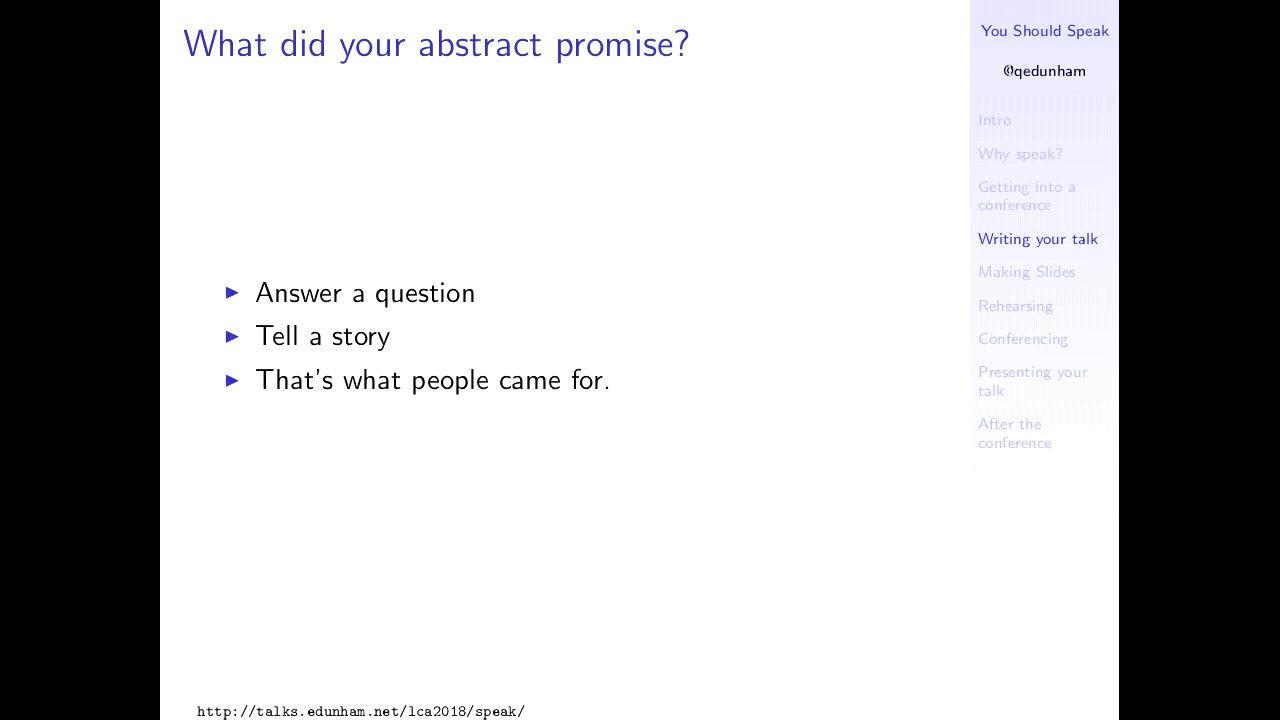 What did your abstract promise?
Answer a question
Tell a story
That's what people came for.
http://talks.edunham.net/lca2018/speak/
You Should Speak
@qedunham
Intro
Why speak?
Getting into a
conference
Writing your talk
Making Slides
Rehearsing
Conferencing
Presenting your
talk
After the
conference